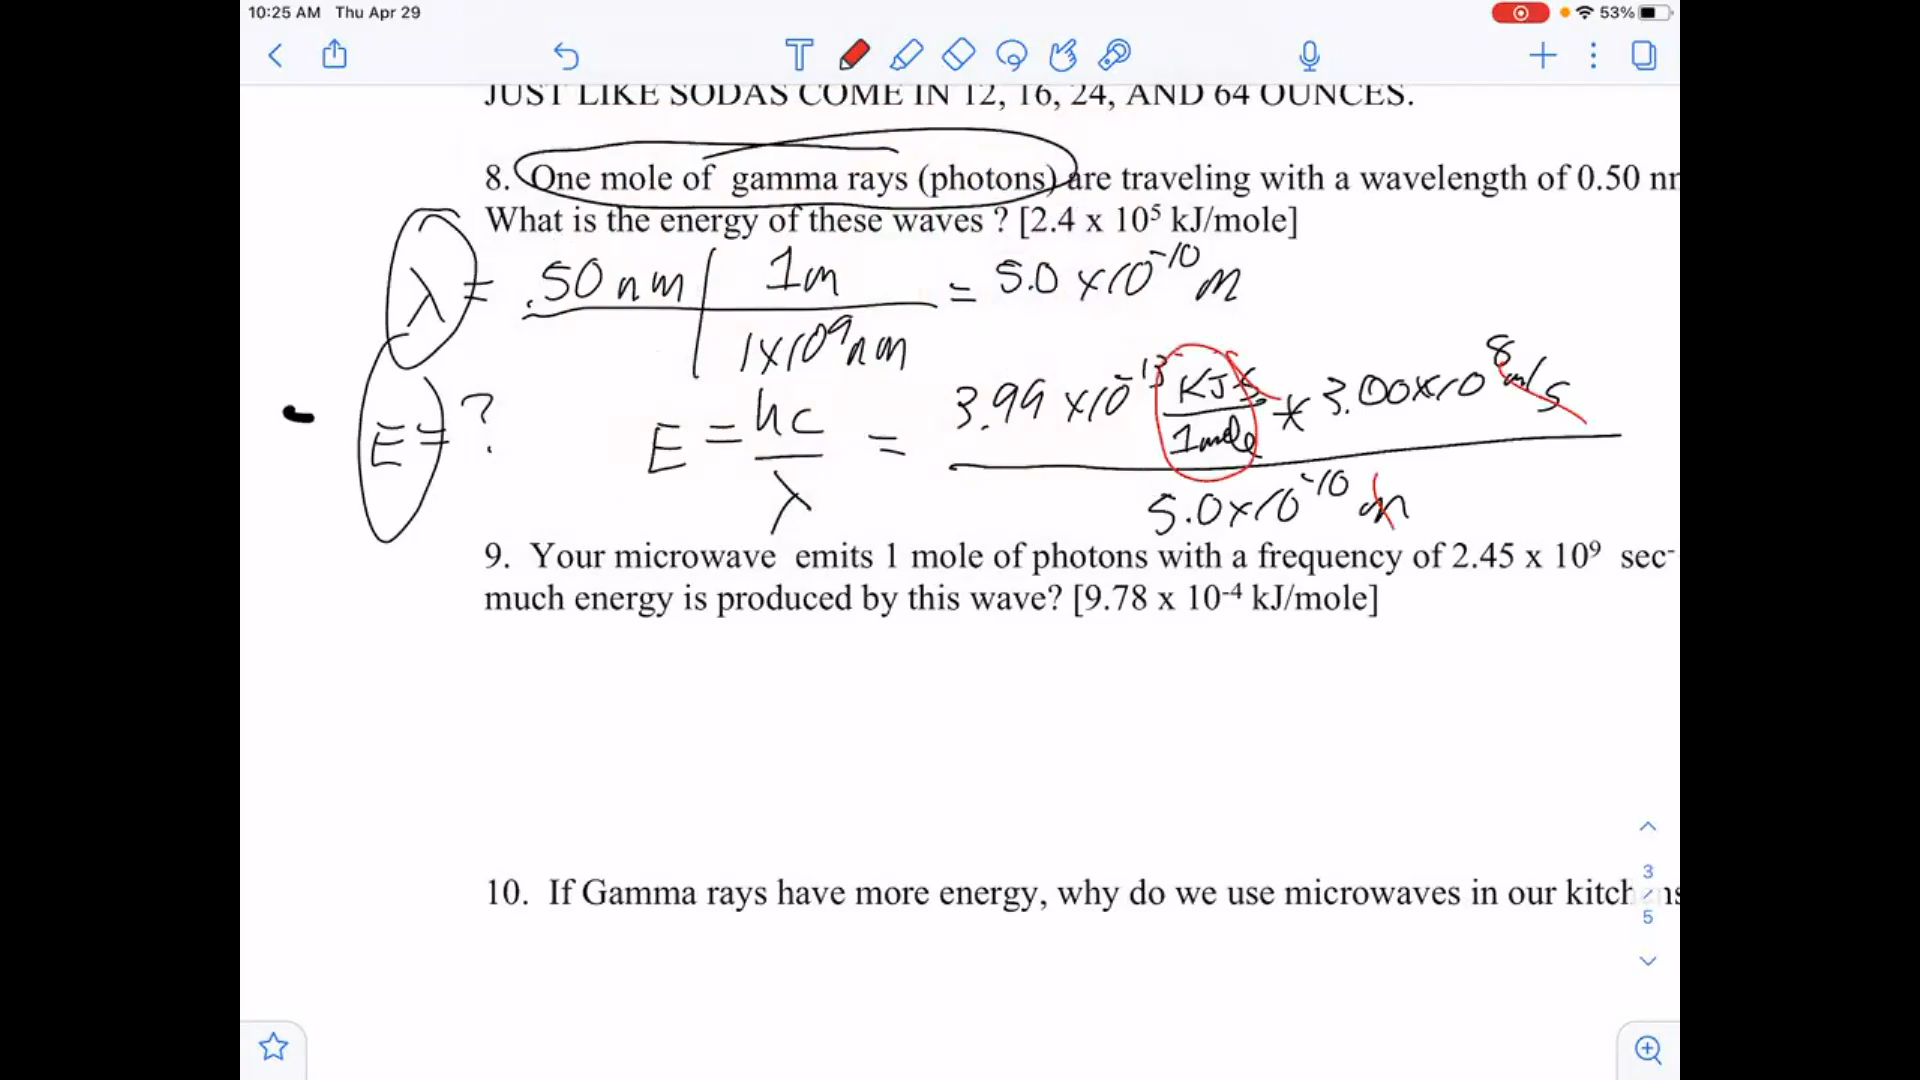 10:25 AM Thu Apr 29
53%
JUST LIKE SODAS COME IN 12, 16, 24, AND 64 OUNCES.
8. One mole of gamma rays (photons) are traveling with a wavelength of 0.50
What is the energy of these waves ? [2.4 x 10⁵ kJ/mole]
λ = .50 nm | 1m = 5.0 x10⁻¹⁰ m
1x10⁹ nm
E = ? E = hc/λ = 3.99 x10⁻¹³ KJS/1mole * 3.00x10⁸ m/s
5.0x10⁻¹⁰ m
9. Your microwave emits 1 mole of photons with a frequency of 2.45 x 10⁹ sec⁻
much energy is produced by this wave? [9.78 x 10⁻⁴ kJ/mole]
10. If Gamma rays have more energy, why do we use microwaves in our
3
/
5